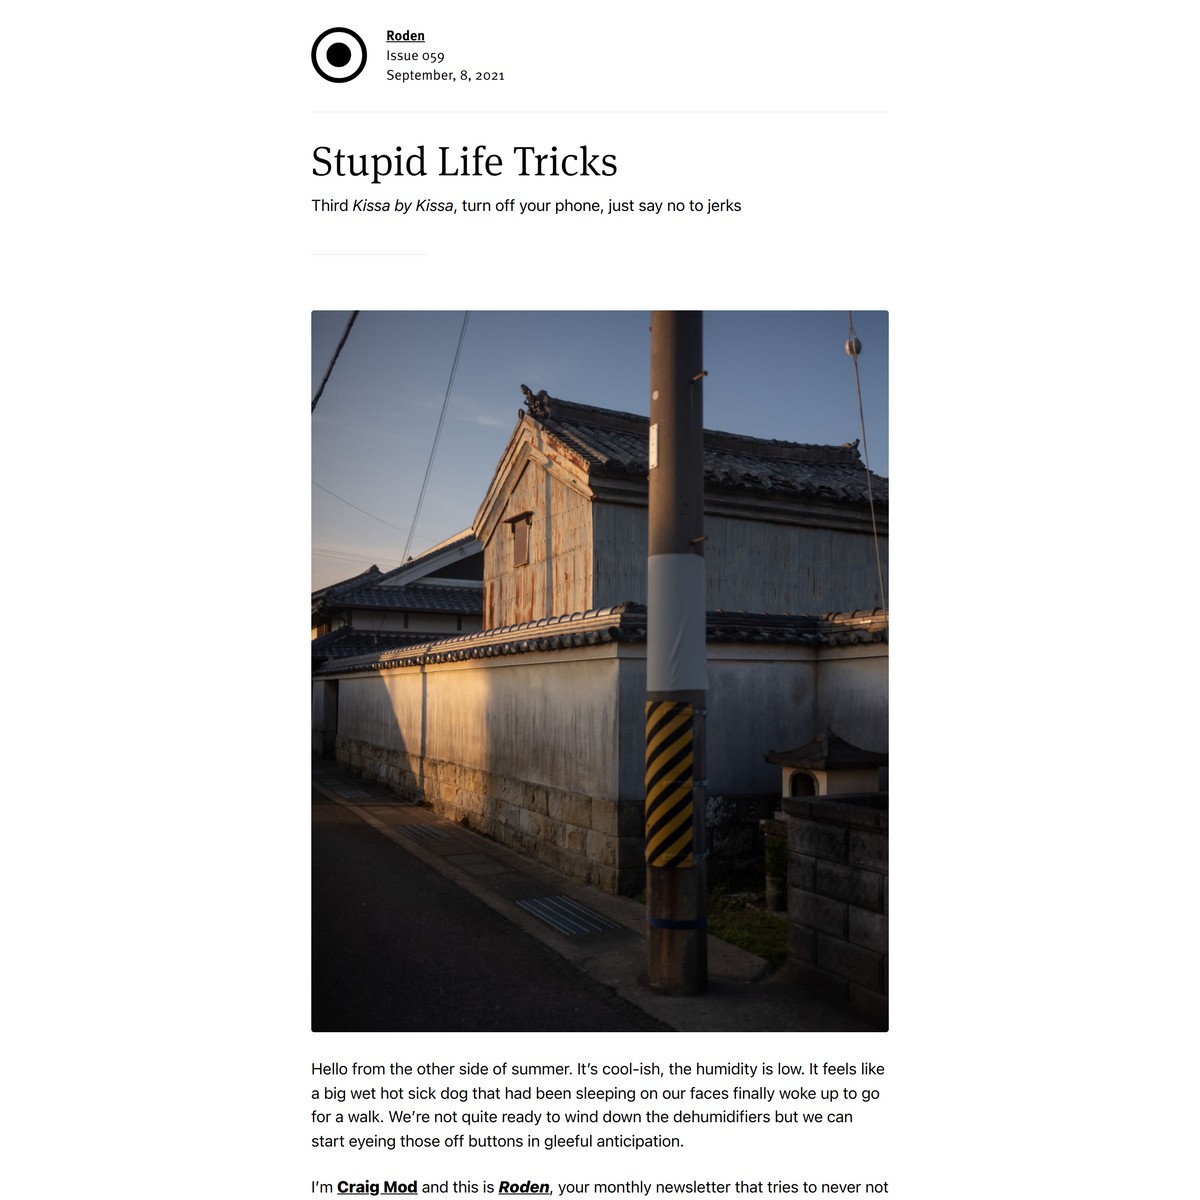 Roden
Issue 059
September, 8, 2021
Stupid Life Tricks
Third Kissa by Kissa, turn off your phone, just say no to jerks
Hello from the other side of summer. It’s cool-ish, the humidity is low. It feels like
a big wet hot sick dog that had been sleeping on our faces finally woke up to go
for a walk. We’re not quite ready to wind down the dehumidifiers but we can
start eyeing those off buttons in gleeful anticipation.
I’m Craig Mod and this is Roden, your monthly newsletter that tries to never not